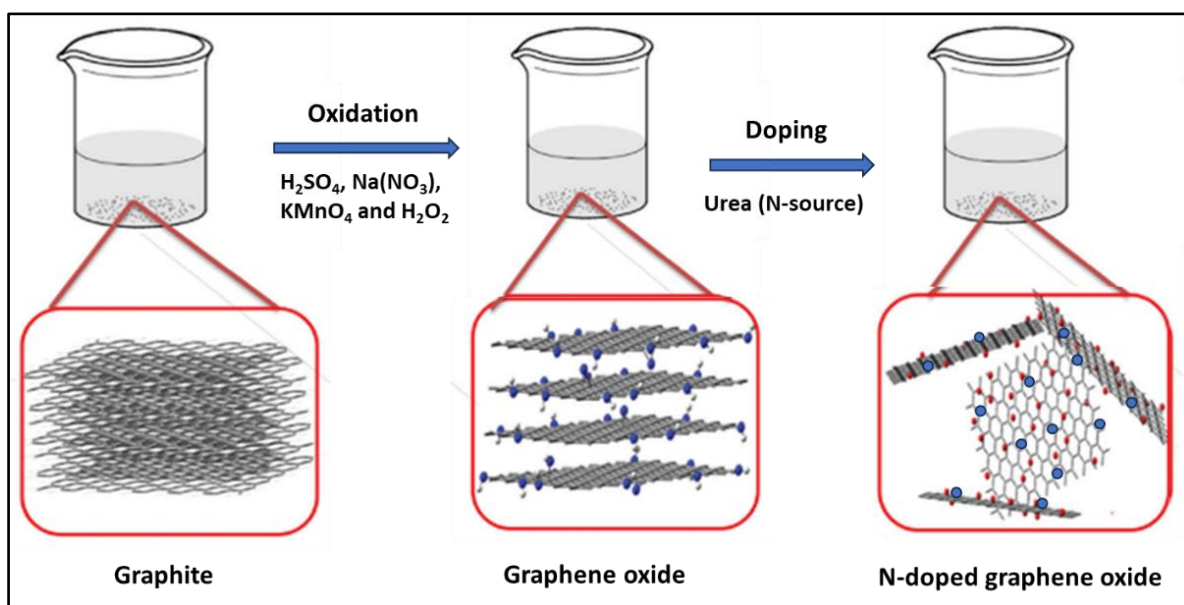 Oxidation
H₂SO₄, Na(NO₃),
KMnO₄ and H₂O₂
Doping
Urea (N-source)
Graphite
Graphene oxide
N-doped graphene oxide